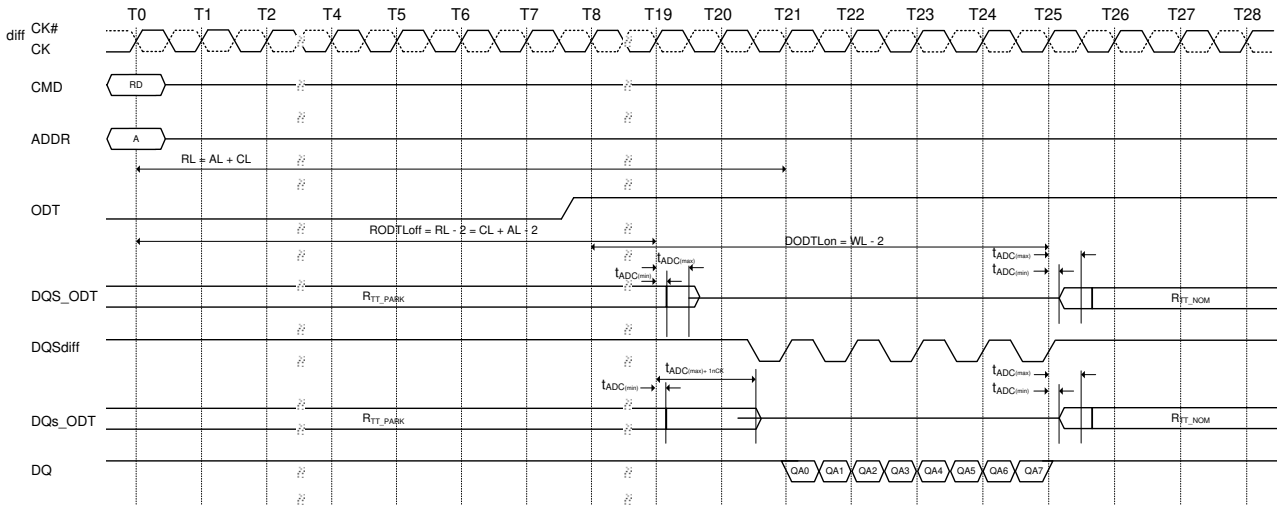 T0 T1 T2 T4 T5 T6 T7 T8 T19 T20 T21 T22 T23 T24 T25 T26 T27 T28
diff CK#
CK
CMD RD
ADDR A
RL = AL + CL
ODT
RODTLoff = RL - 2 = CL + AL - 2
DODTLon = WL - 2
tADC(max) tADC(max)
tADC(min) tADC(min)
DQS_ODT RTT_PARK RTT_NOM
DQSdiff
tADC(max)+ 1nCK tADC(max)
tADC(min) tADC(min)
DQs_ODT RTT_PARK RTT_NOM
DQ QA0 QA1 QA2 QA3 QA4 QA5 QA6 QA7